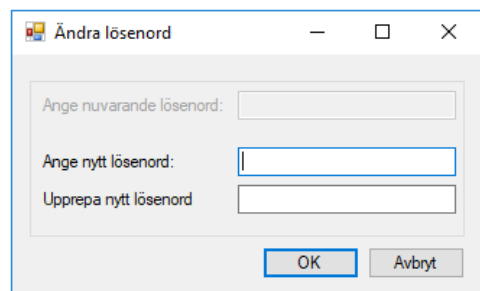 Ändra lösenord
Ange nuvarande lösenord:
Ange nytt lösenord:
Upprepa nytt lösenord
OK Avbryt